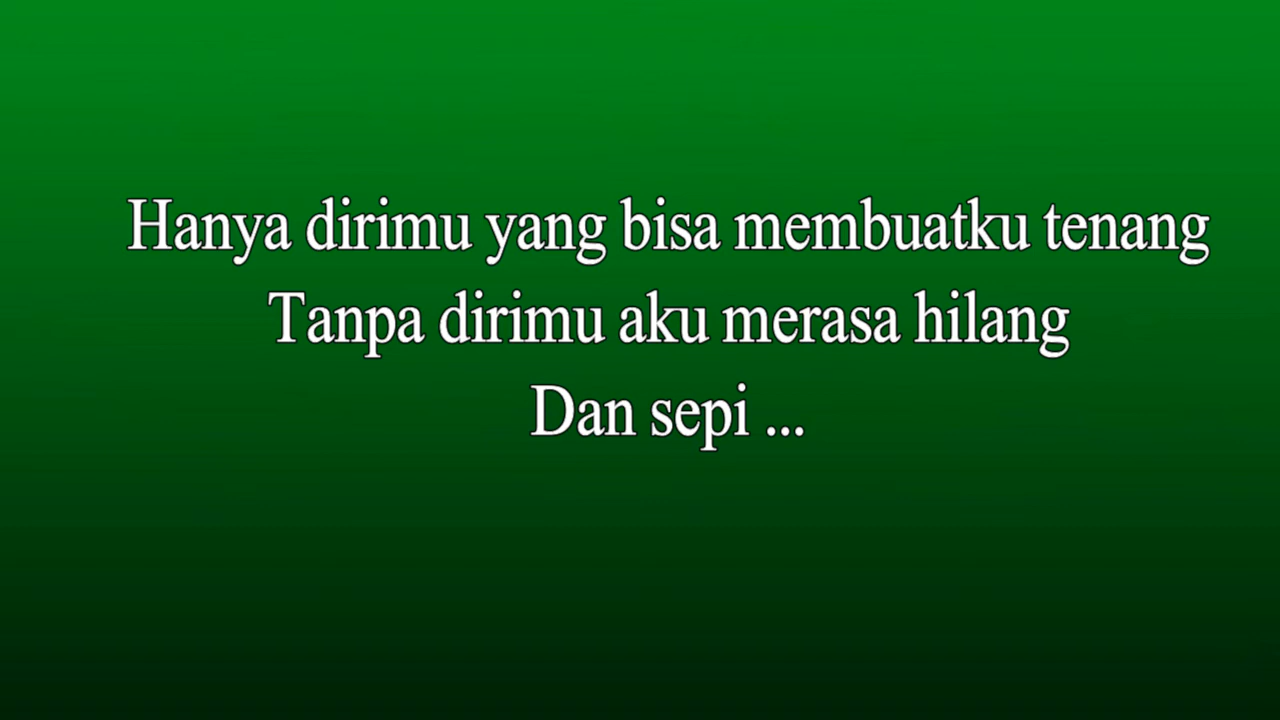 Hanya dirimu yang bisa membuatku tenang
Tanpa dirimu aku merasa hilang
Dan sepi ...